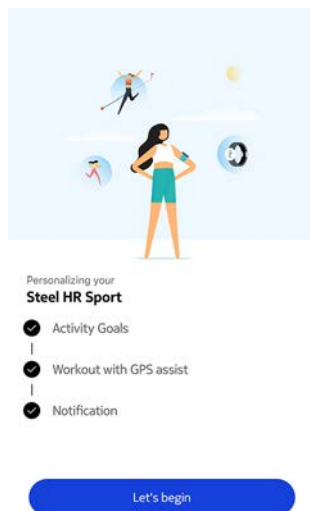 Personalizing your
Steel HR Sport
Activity Goals
Workout with GPS assist
Notification
Let's begin